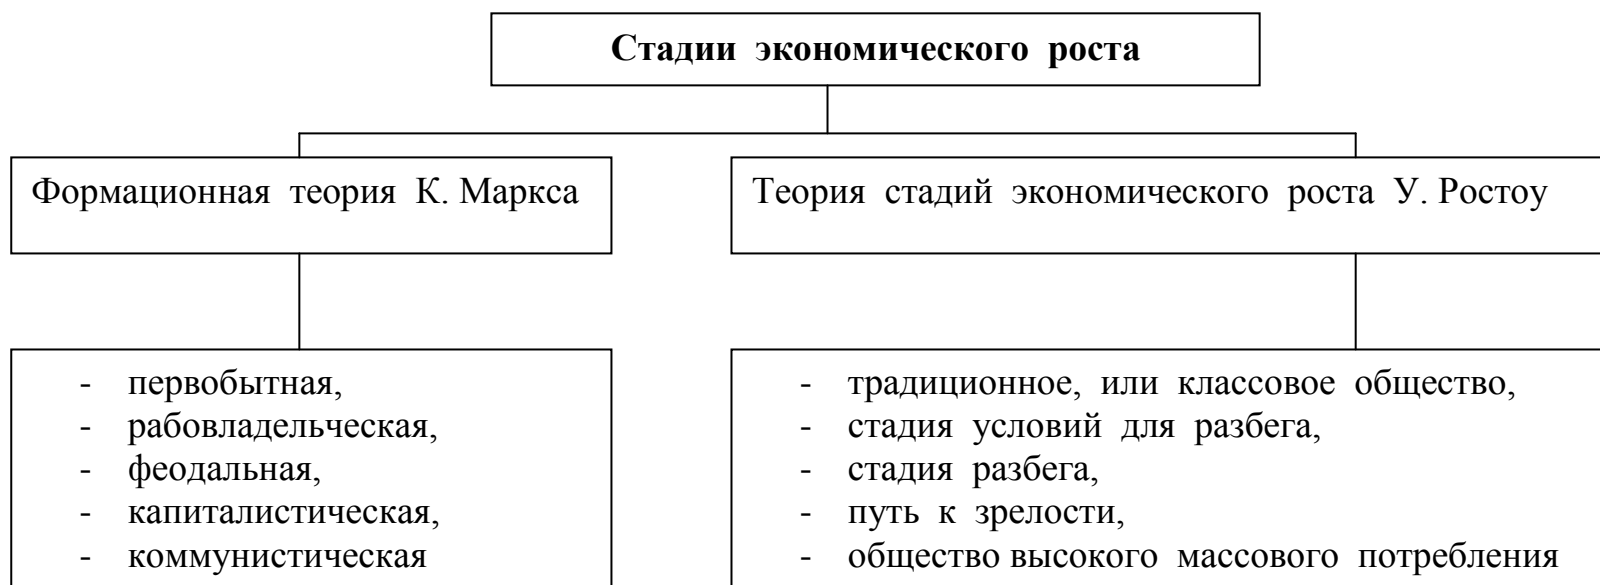 Стадии экономического роста
Формационная теория К. Маркса
Теория стадий экономического роста У. Ростоу
- первобытная,
- рабовладельческая,
- феодальная,
- капиталистическая,
- коммунистическая
- традиционное, или классовое общество,
- стадия условий для разбега,
- стадия разбега,
- путь к зрелости,
- общество высокого массового потребления